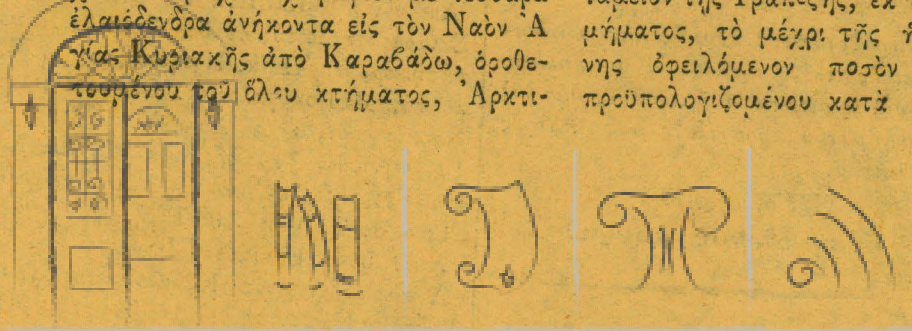 ἐλαιόδενδρα ἀνήκοντα εἰς τὸν Ναὸν Ἁ
γίας Κυριακῆς ἀπὸ Καραβάδω, ὁροθε-
τουμένου τοῦ ὅλου κτήματος, Ἀρκτι-
μήματος, τὸ μέχρι τῆς
νης ὀφειλόμενον ποσὸν
προϋπολογιζομένου κατὰ